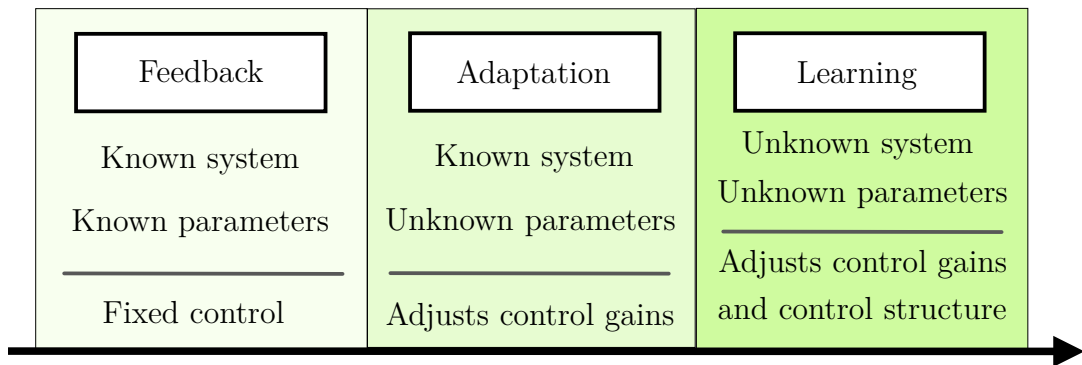 Feedback
Known system
Known parameters
Fixed control
Adaptation
Known system
Unknown parameters
Adjusts control gains
Learning
Unknown system
Unknown parameters
Adjusts control gains
and control structure